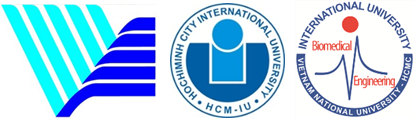 HOCHIMINH CITY INTERNATIONAL UNIVERSITY
• HCM-IU •
INTERNATIONAL UNIVERSITY
Biomedical
Engineering
VIETNAM NATIONAL UNIVERSITY - HCMC